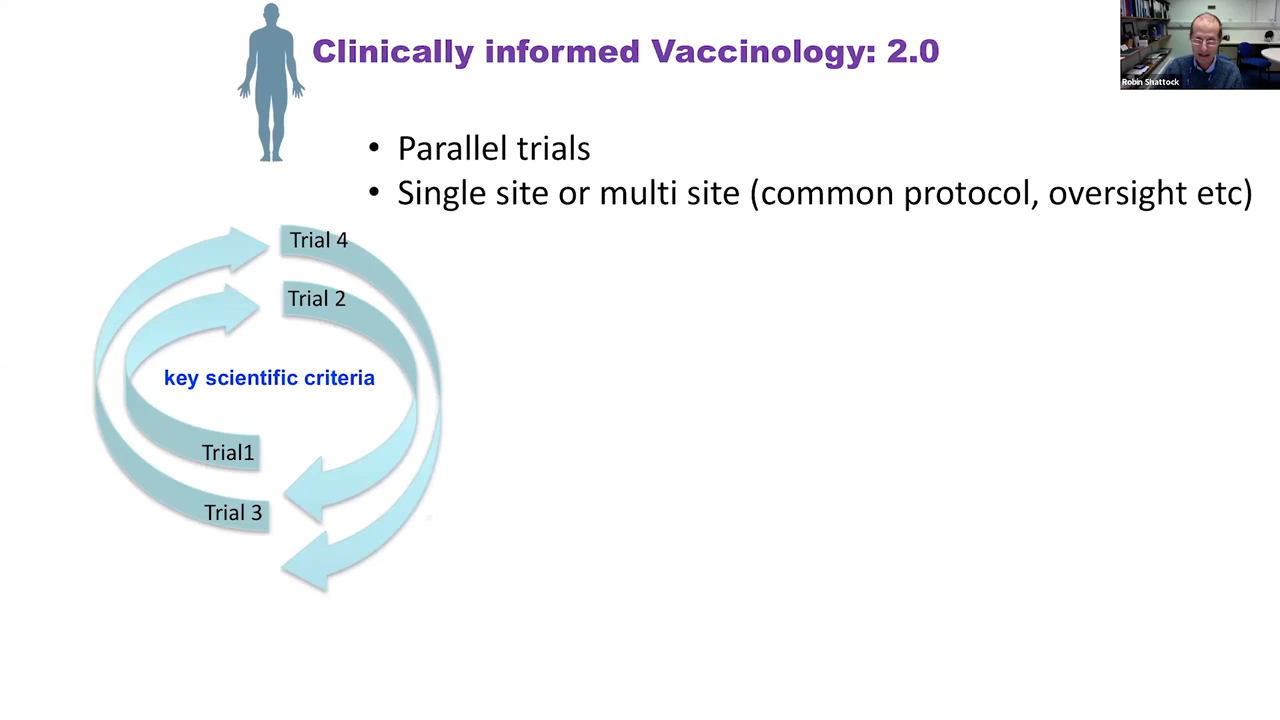 Clinically informed Vaccinology: 2.0
Robin Shattock
• Parallel trials
• Single site or multi site (common protocol, oversight etc)
Trial 4
Trial 2
key scientific criteria
Trial1
Trial 3